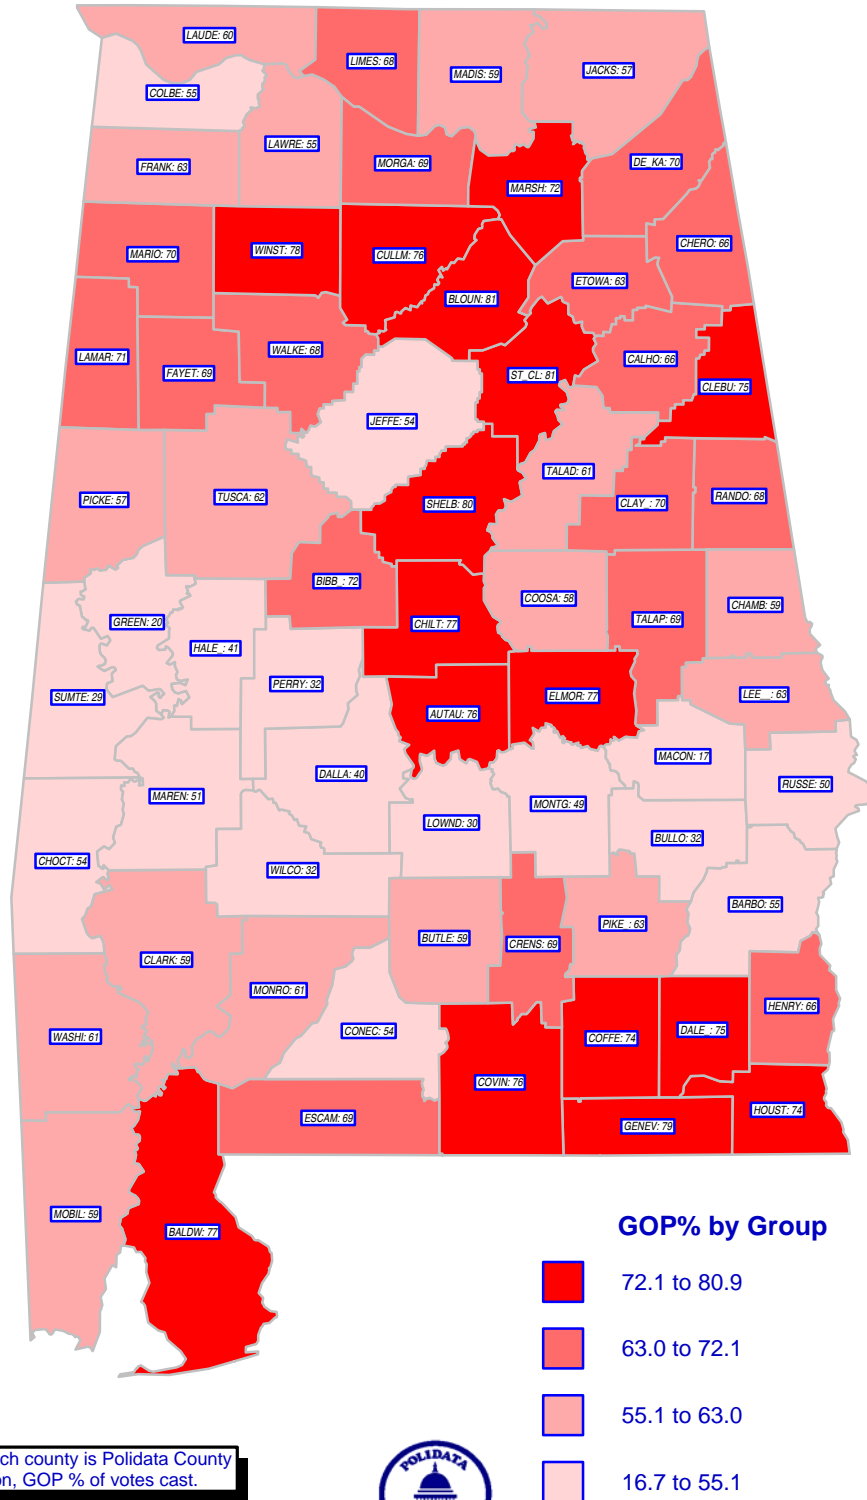 LAUDE: 60
LIMES: 68
MADIS: 59
JACKS: 57
COLBE: 55
LAWRE: 55
FRANK: 63
MORGA: 69
MARSH: 72
DE_KA: 70
MARIO: 70
WINST: 78
CULLM: 76
CHERO: 66
ETOWA: 63
BLOUN: 81
LAMAR: 71
FAYET: 69
WALKE: 68
ST_CL: 81
CALHO: 66
CLEBU: 75
JEFFE: 54
PICKE: 57
TUSCA: 62
TALAD: 61
SHELB: 80
CLAY_: 70
RANDO: 68
BIBB_: 72
COOSA: 58
CHAMB: 59
GREEN: 20
HALE_: 41
CHILT: 77
TALAP: 69
PERRY: 32
SUMTE: 29
AUTAU: 76
ELMOR: 77
LEE__: 63
MACON: 17
DALLA: 40
RUSSE: 50
MAREN: 51
MONTG: 49
LOWND: 30
BULLO: 32
CHOCT: 54
WILCO: 32
BARBO: 55
BUTLE: 59
CRENS: 69
PIKE_: 63
CLARK: 59
MONRO: 61
HENRY: 66
WASHI: 61
CONEC: 54
COFFE: 74
DALE_: 75
COVIN: 76
ESCAM: 69
GENEV: 79
HOUST: 74
MOBIL: 59
BALDW: 77
GOP% by Group
72.1 to 80.9
63.0 to 72.1
55.1 to 63.0
16.7 to 55.1
ch county is Polidata County
on, GOP % of votes cast.
POLIDATA